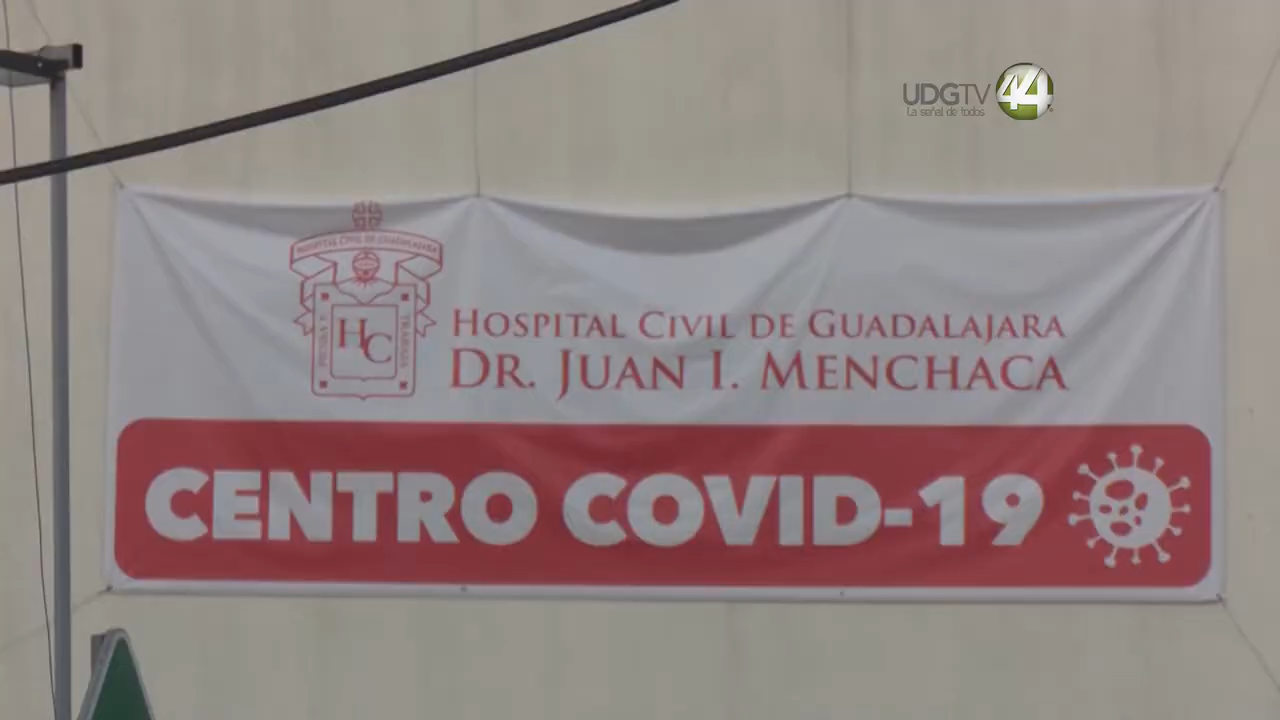 UDGTV 44
La señal de todos
HOSPITAL CIVIL DE GUADALAJARA
HC
HOSPITAL CIVIL DE GUADALAJARA
DR. JUAN I. MENCHACA
CENTRO COVID-19